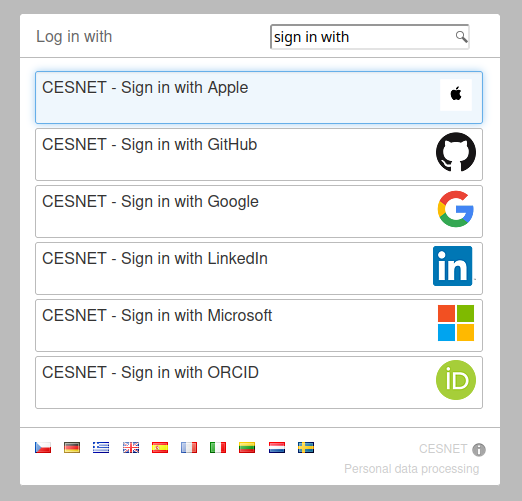 Log in with
sign in with
CESNET - Sign in with Apple
CESNET - Sign in with GitHub
CESNET - Sign in with Google
CESNET - Sign in with LinkedIn
in
CESNET - Sign in with Microsoft
CESNET - Sign in with ORCID
iD
CESNET i
Personal data processing